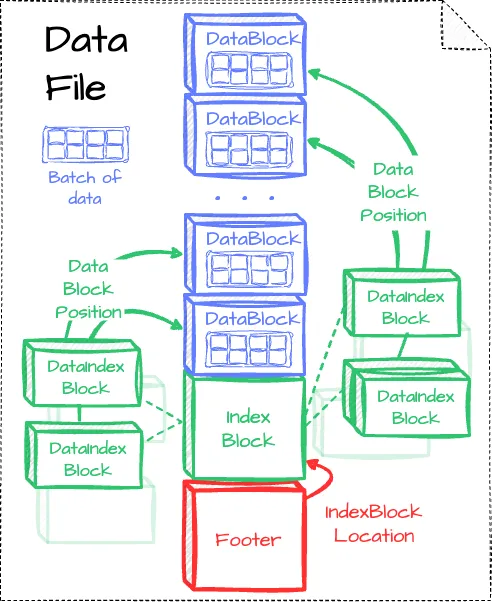 Data
File
Batch of
data
DataBlock
DataBlock
. . .
DataBlock
DataBlock
Data
Block
Position
Data
Block
Position
DataIndex
Block
DataIndex
Block
Index
Block
DataIndex
Block
DataIndex
Block
Footer
IndexBlock
Location